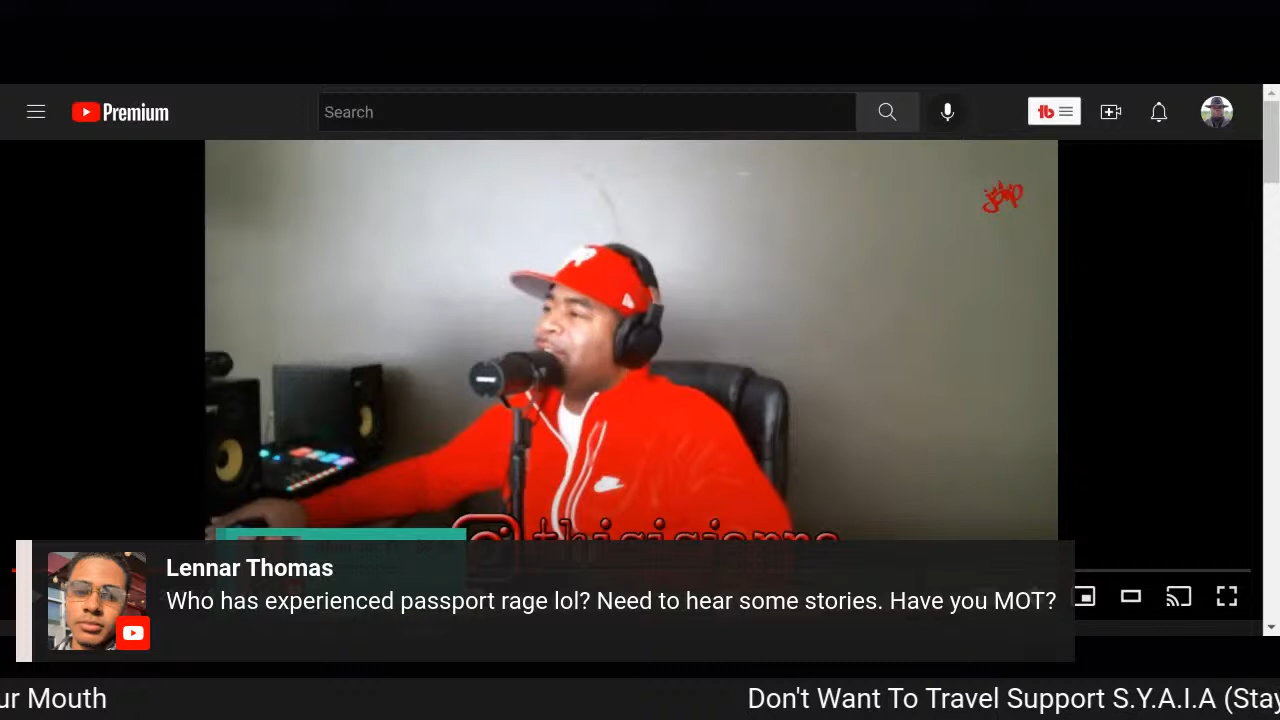 Premium
Search
tb
Lennar Thomas
Who has experienced passport rage lol? Need to hear some stories. Have you MOT?
ur Mouth
Don't Want To Travel Support S.Y.A.I.A (Stay